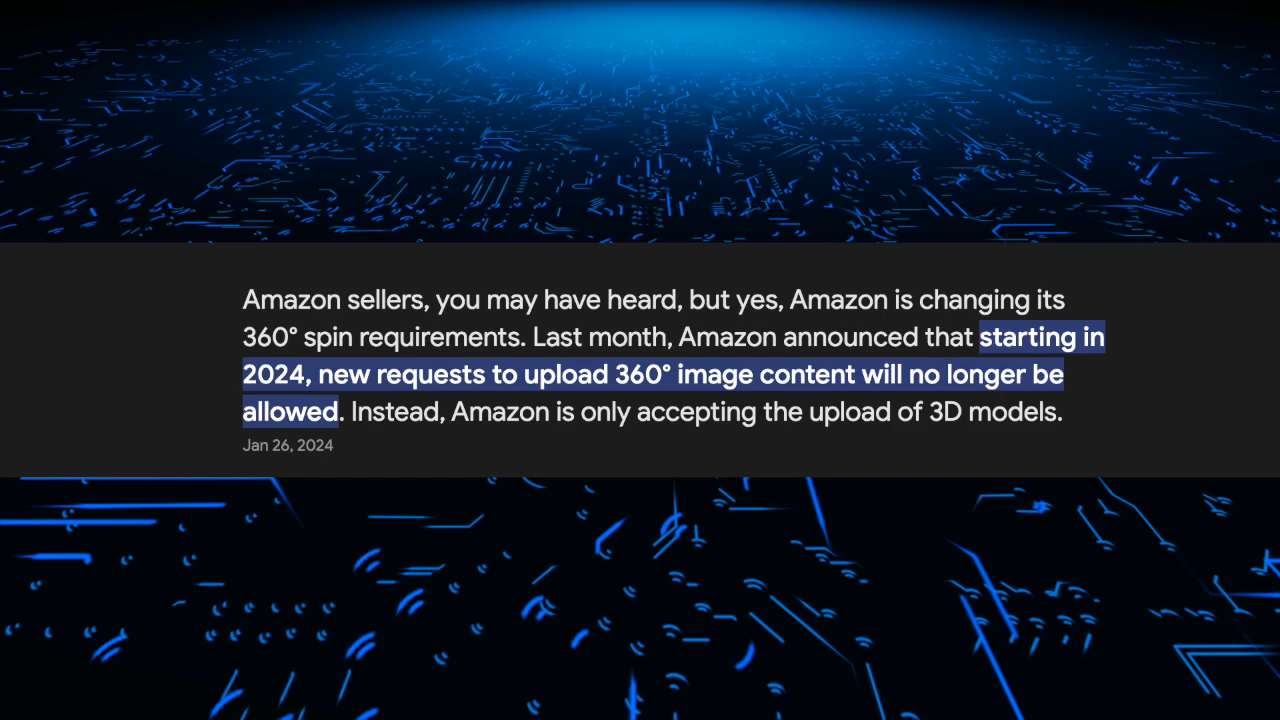 Amazon sellers, you may have heard, but yes, Amazon is changing its
360° spin requirements. Last month, Amazon announced that starting in
2024, new requests to upload 360° image content will no longer be
allowed. Instead, Amazon is only accepting the upload of 3D models.
Jan 26, 2024